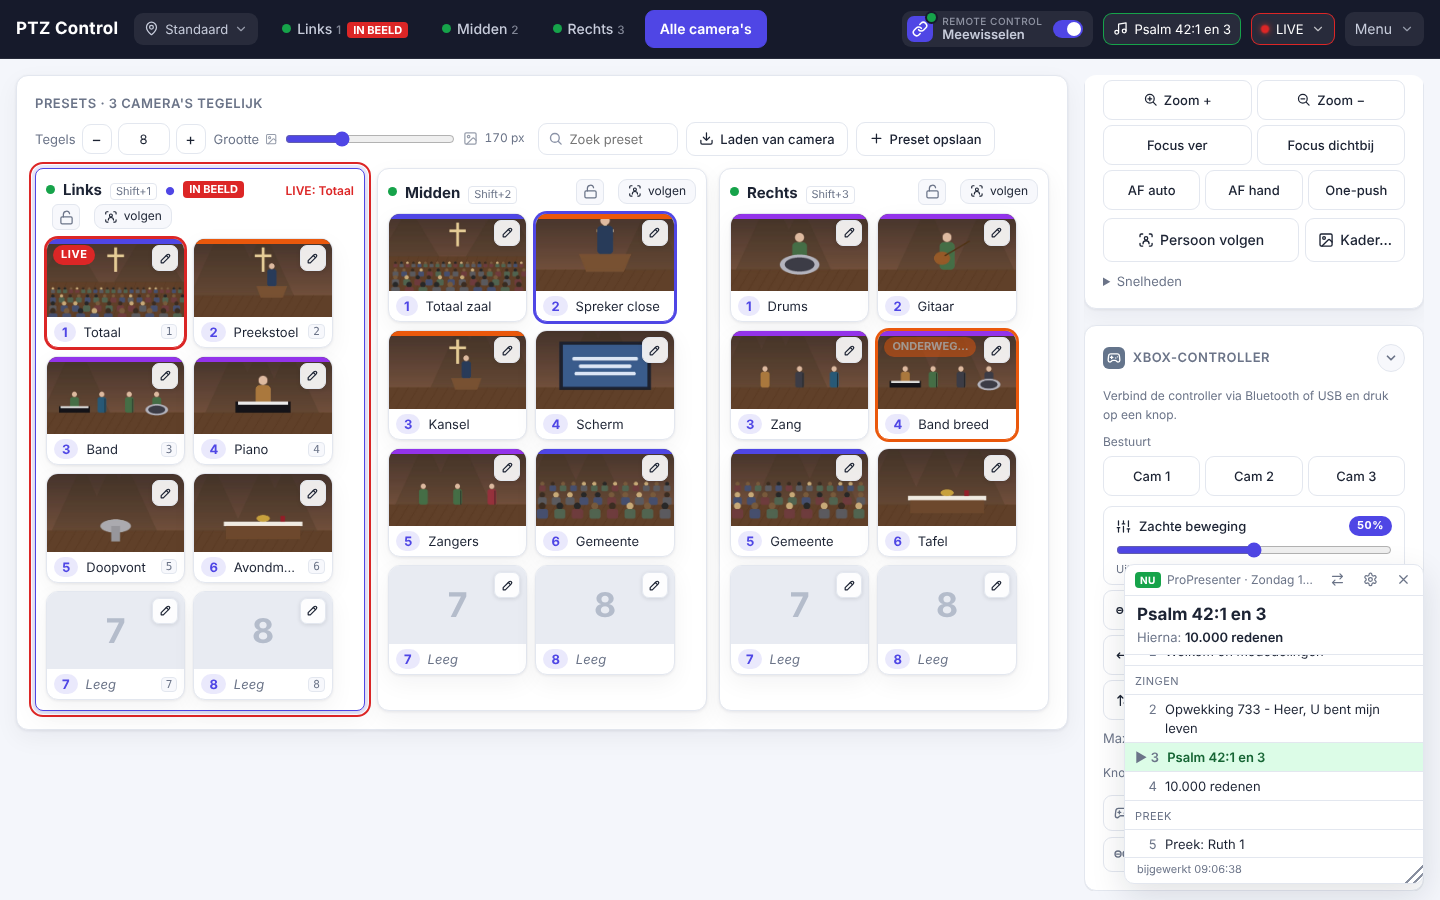 PTZ Control
Standaard
Links 1 IN BEELD
Midden 2
Rechts 3
Alle camera's
REMOTE CONTROL
Meewisselen
Psalm 42:1 en 3
LIVE
Menu
PRESETS · 3 CAMERA'S TEGELIJK
Tegels − 8 + Grootte 170 px
Zoek preset
Laden van camera
+ Preset opslaan
Links Shift+1 IN BEELD LIVE: Totaal
volgen
LIVE
1 Totaal 1
2 Preekstoel 2
3 Band 3
4 Piano 4
5 Doopvont 5
6 Avondm... 6
7
8
7 Leeg 7
8 Leeg 8
Midden Shift+2 volgen
1 Totaal zaal
2 Spreker close
3 Kansel
4 Scherm
5 Zangers
6 Gemeente
7
8
7 Leeg
8 Leeg
Rechts Shift+3 volgen
1 Drums
2 Gitaar
3 Zang
ONDERWEG...
4 Band breed
5 Gemeente
6 Tafel
7
8
7 Leeg
8 Leeg
Zoom +
Zoom −
Focus ver
Focus dichtbij
AF auto
AF hand
One-push
Persoon volgen
Kader...
Snelheden
XBOX-CONTROLLER
Verbind de controller via Bluetooth of USB en druk
op een knop.
Bestuurt
Cam 1
Cam 2
Cam 3
Zachte beweging 50%
NU ProPresenter · Zondag 1...
Psalm 42:1 en 3
Hierna: 10.000 redenen
ZINGEN
2 Opwekking 733 - Heer, U bent mijn
leven
3 Psalm 42:1 en 3
4 10.000 redenen
PREEK
5 Preek: Ruth 1
bijgewerkt 09:06:38